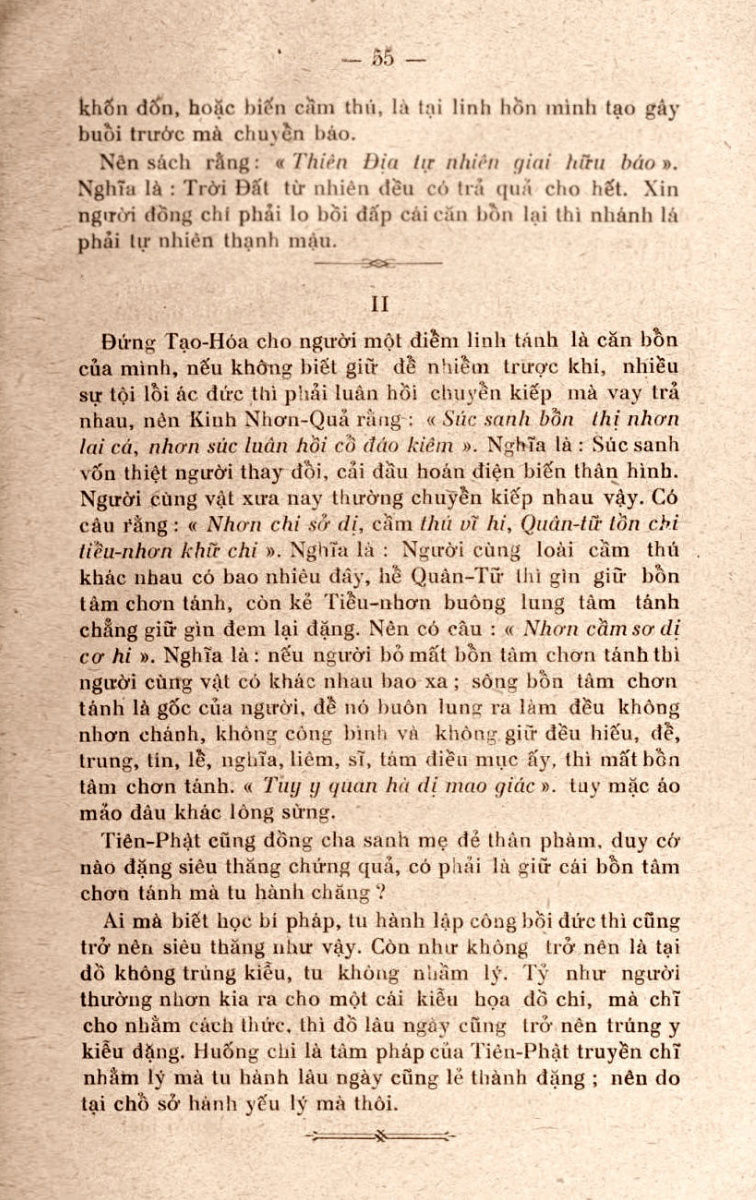 — 55 —
khốn đốn, hoặc biến cầm thú, là tại linh hồn mình tạo gây
buổi trước mà chuyển báo.
Nên sách rằng : « Thiên Địa tự nhiên giai hữu báo ».
Nghĩa là : Trời Đất từ nhiên đều có trả quả cho hết. Xin
người đồng chí phải lo bồi đấp cái căn bổn lại thì nhánh lá
phải tự nhiên thạnh mậu.
II
Đứng Tạo-Hóa cho người một điểm linh tánh là căn bổn
của mình, nếu không biết giữ để nhiễm trược khí, nhiều
sự tội lỗi ác đức thì phải luân hồi chuyển kiếp mà vay trả
nhau, nên Kinh Nhơn-Quả rằng : « Súc sanh bổn thị nhơn
lai cá, nhơn súc luân hồi cổ đáo kiêm ». Nghĩa là : Súc sanh
vốn thiệt người thay đổi, cải đầu hoán điện biến thân hình.
Người cùng vật xưa nay thường chuyển kiếp nhau vậy. Có
câu rằng : « Nhơn chi sở dị, cầm thú vĩ hi, Quân-tử tồn chi
tiểu-nhơn khữ chi ». Nghĩa là : Người cùng loài cầm thú
khác nhau có bao nhiêu đây, hể Quân-Tữ thì gìn giữ bổn
tâm chơn tánh, còn kẻ Tiểu-nhơn buông lung tâm tánh
chẳng giữ gìn đem lại đặng. Nên có câu : « Nhơn cầm sơ dị
cơ hi ». Nghĩa là : nếu người bỏ mất bổn tâm chơn tánh thì
người cùng vật có khác nhau bao xa ; sông bổn tâm chơn
tánh là gốc của người, để nó buôn lung ra làm đều không
nhơn chánh, không công bình và không giữ đều hiếu, để,
trung, tín, lể, nghĩa, liêm, sĩ, tám điều mục ấy, thì mất bổn
tâm chơn tánh. « Tuy y quan hà dị mao giác ». tuy mặc áo
mảo đâu khác lông sừng.
Tiên-Phật cũng đồng cha sanh mẹ đẻ thân phàm, duy cớ
nào đặng siêu thăng chứng quả, có phải là giữ cái bổn tâm
chơn tánh mà tu hành chăng ?
Ai mà biết học bí pháp, tu hành lập công bồi đức thì cũng
trở nên siêu thăng như vậy. Còn như không trở nên là tại
đồ không trúng kiểu, tu không nhằm lý. Tỷ như người
thường nhơn kia ra cho một cái kiểu họa đồ chi, mà chĩ
cho nhằm cách thức, thì đồ lâu ngày cũng trở nên trúng y
kiểu đặng. Huống chi là tâm pháp của Tiên-Phật truyền chĩ
nhằm lý mà tu hành lâu ngày cũng lẻ thành đặng ; nên do
tại chổ sở hành yếu lý mà thôi.